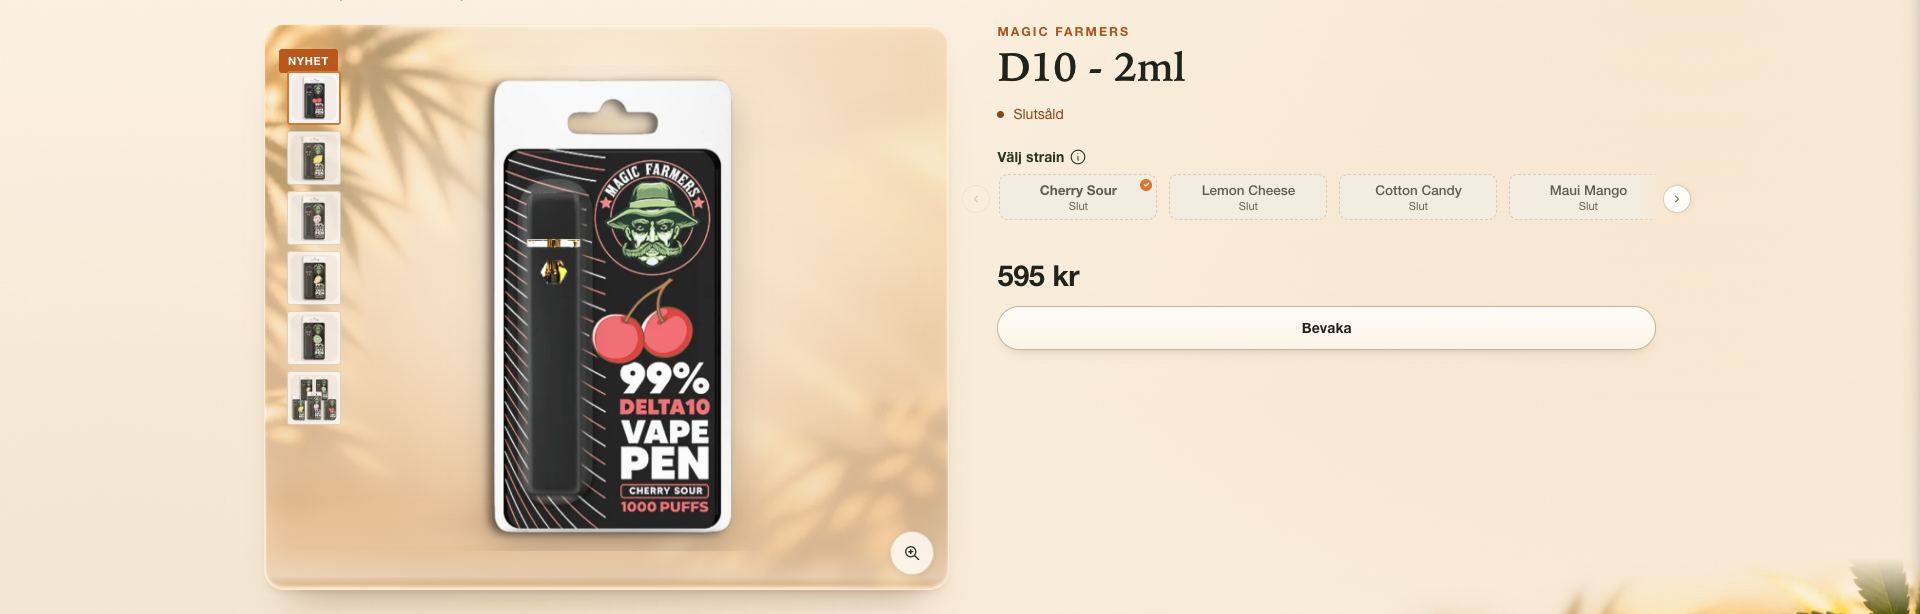 NYHET
MAGIC FARMERS
99%
DELTA10
VAPE
PEN
CHERRY SOUR
1000 PUFFS
MAGIC FARMERS
D10 - 2ml
Slutsåld
Välj strain
Cherry Sour
Slut
Lemon Cheese
Slut
Cotton Candy
Slut
Maui Mango
Slut
595 kr
Bevaka